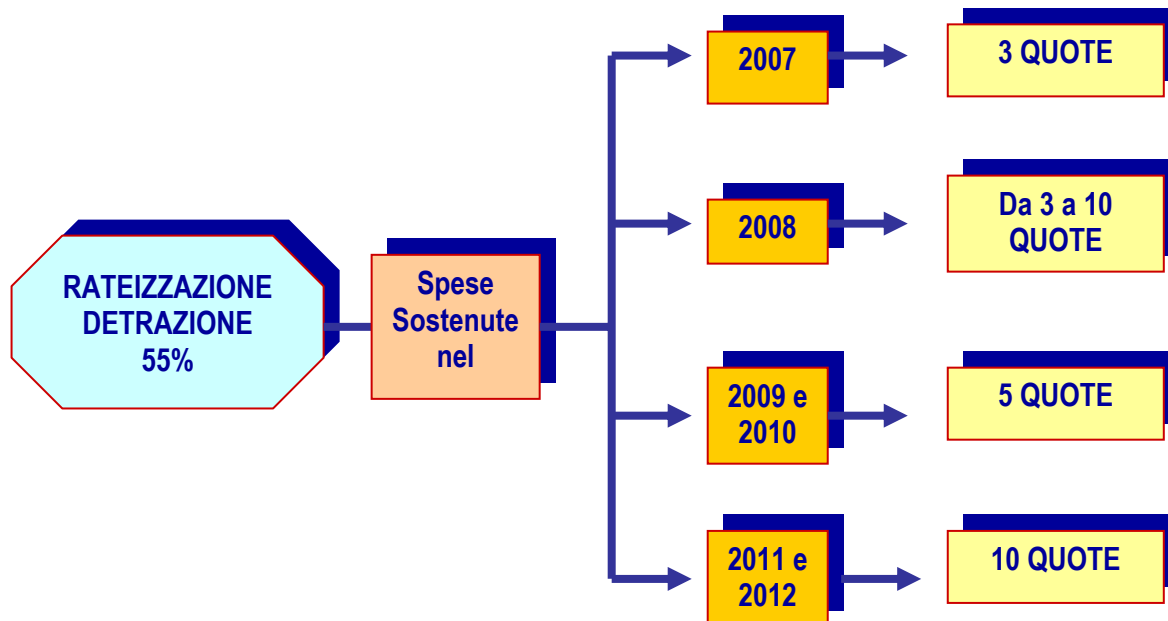 RATEIZZAZIONE
DETRAZIONE
55%
Spese
Sostenute
nel
2007
3 QUOTE
2008
Da 3 a 10
QUOTE
2009 e
2010
5 QUOTE
2011 e
2012
10 QUOTE